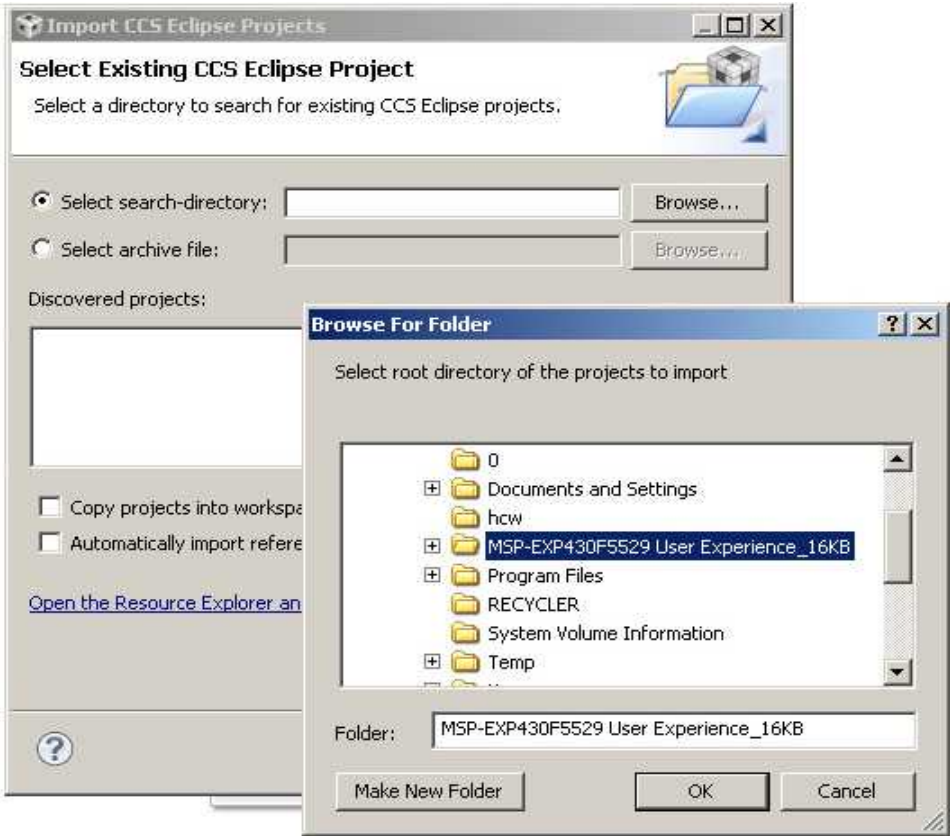 Import CCS Eclipse Projects
Select Existing CCS Eclipse Project
Select a directory to search for existing CCS Eclipse projects.
Select search-directory:
Browse...
Select archive file:
Browse...
Discovered projects:
Browse For Folder
Select root directory of the projects to import
0
Documents and Settings
hcw
MSP-EXP430F5529 User Experience_16KB
Program Files
RECYCLER
System Volume Information
Temp
Copy projects into workspa
Automatically import refere
Open the Resource Explorer an
Folder: MSP-EXP430F5529 User Experience_16KB
Make New Folder
OK
Cancel